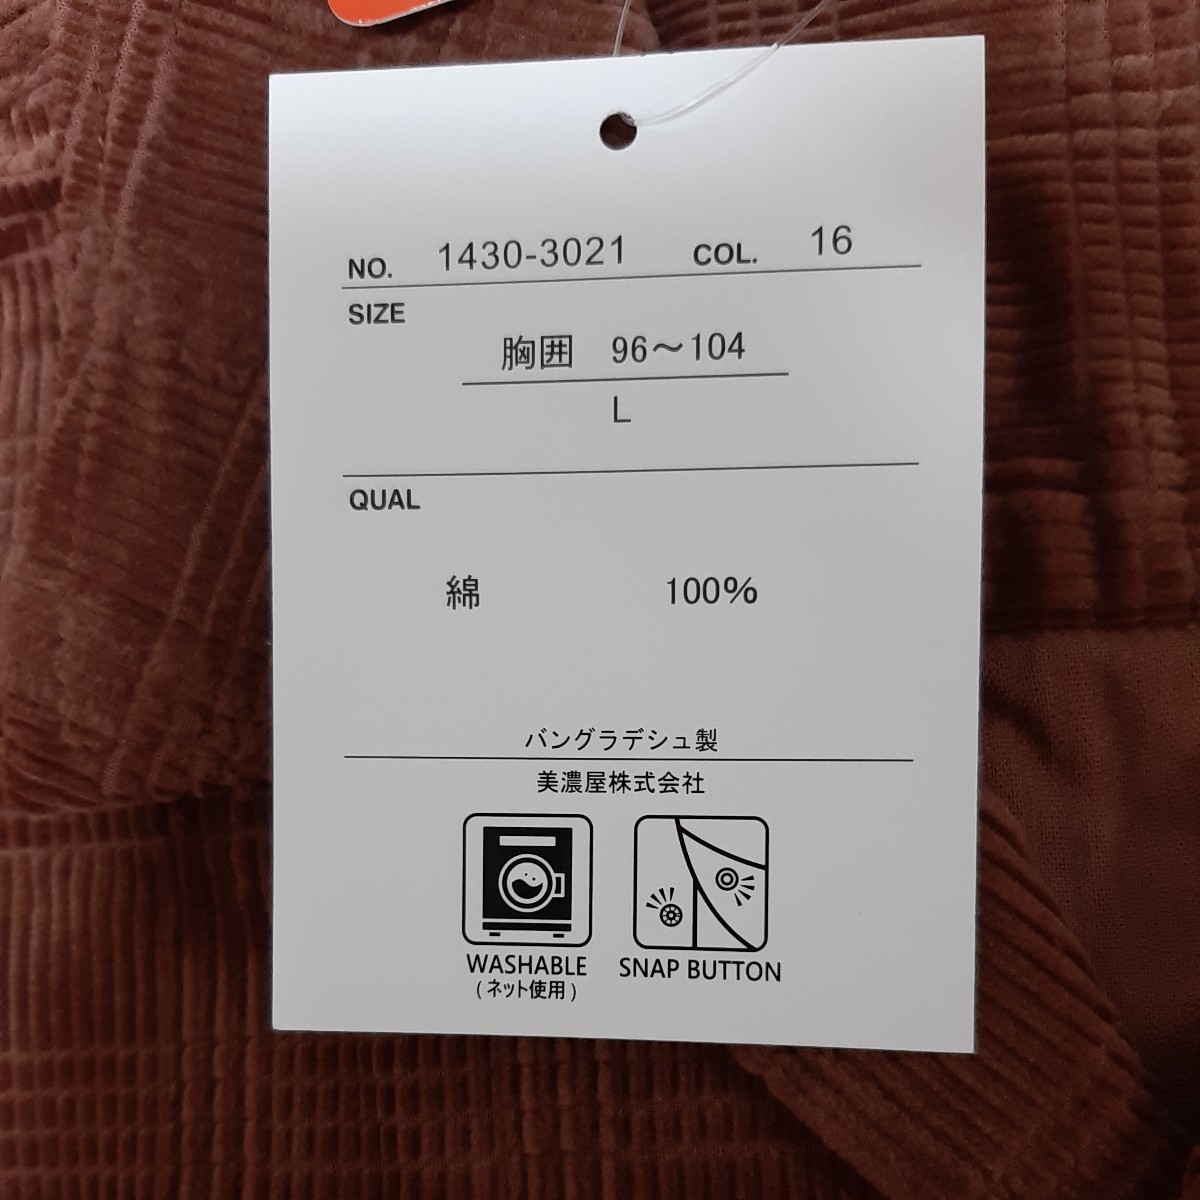 NO. 1430-3021 COL. 16
SIZE
胸囲 96～104
L
QUAL
綿 100%
バングラデシュ製
美濃屋株式会社
WASHABLE SNAP BUTTON
(ネット使用)